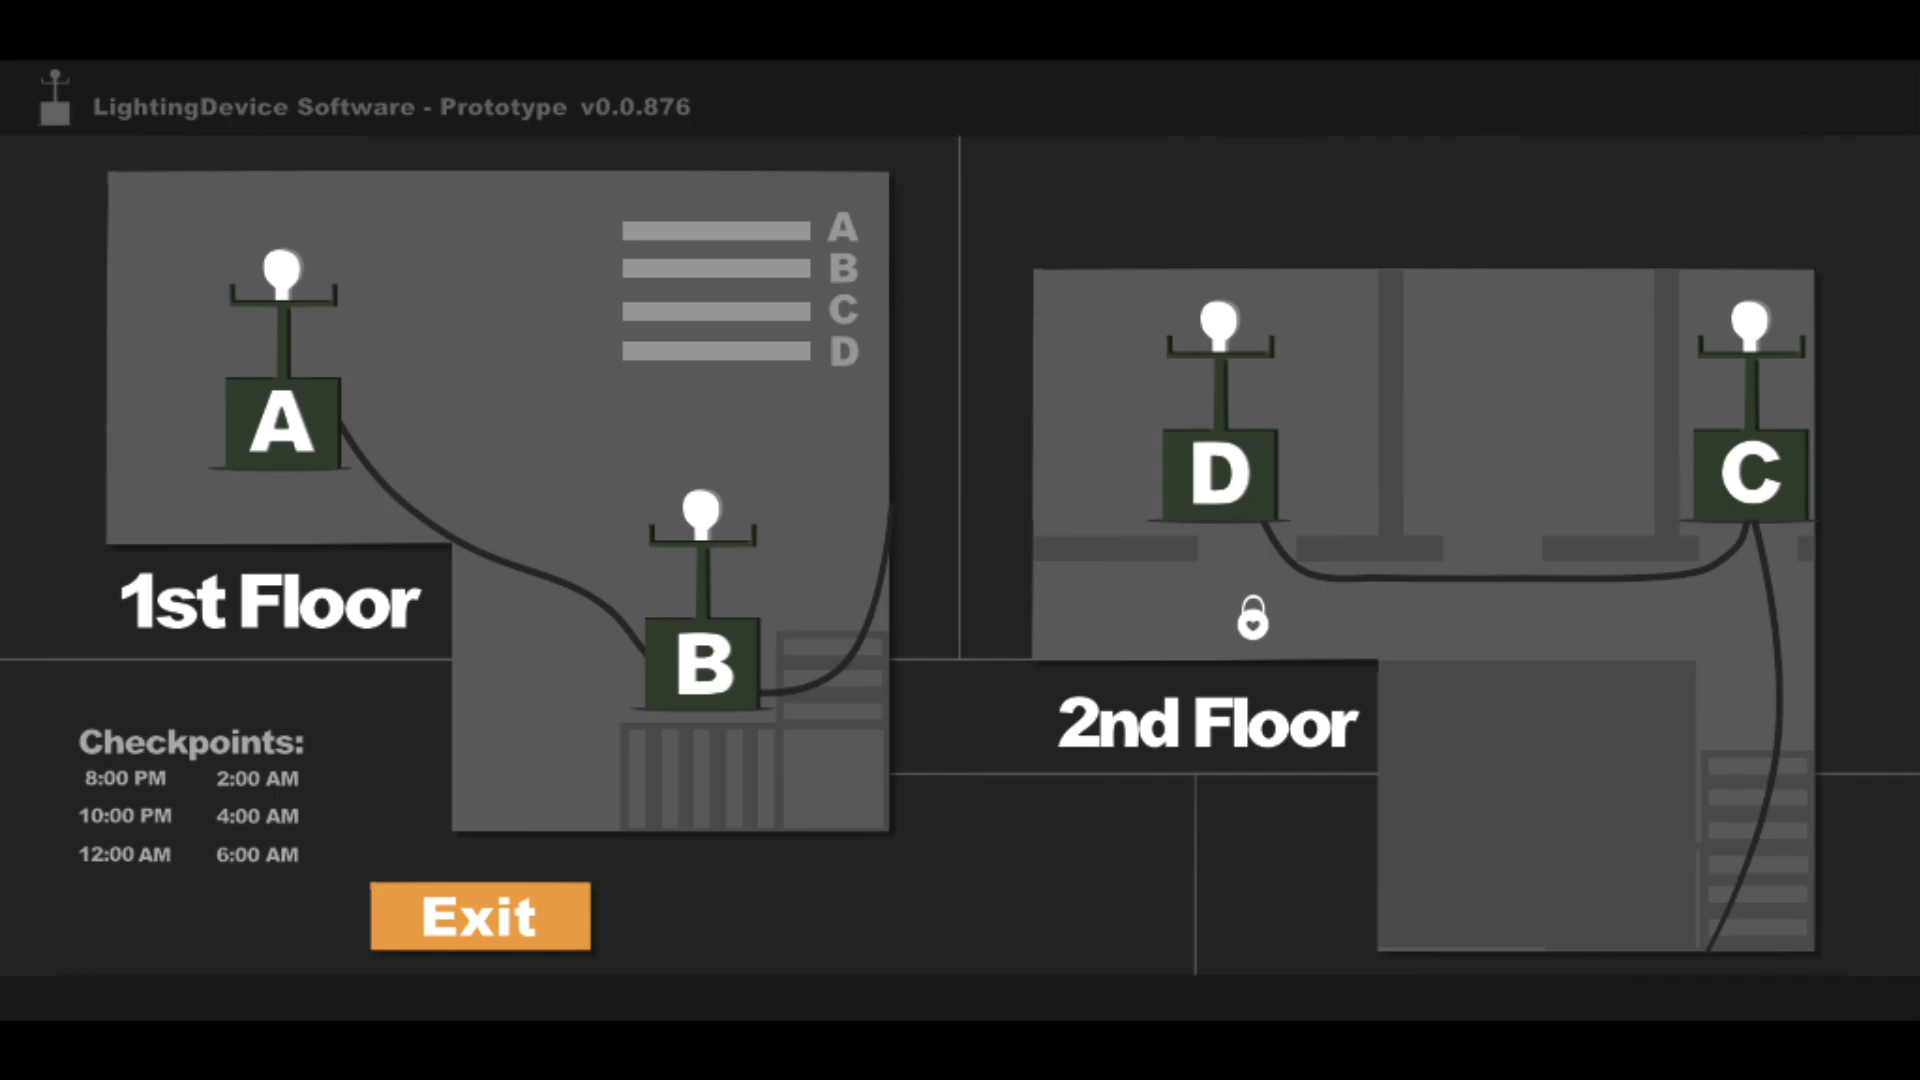 LightingDevice Software - Prototype v0.0.876
A
B
C
D
A
B
1st Floor
D
C
2nd Floor
Checkpoints:
8:00 PM 2:00 AM
10:00 PM 4:00 AM
12:00 AM 6:00 AM
Exit